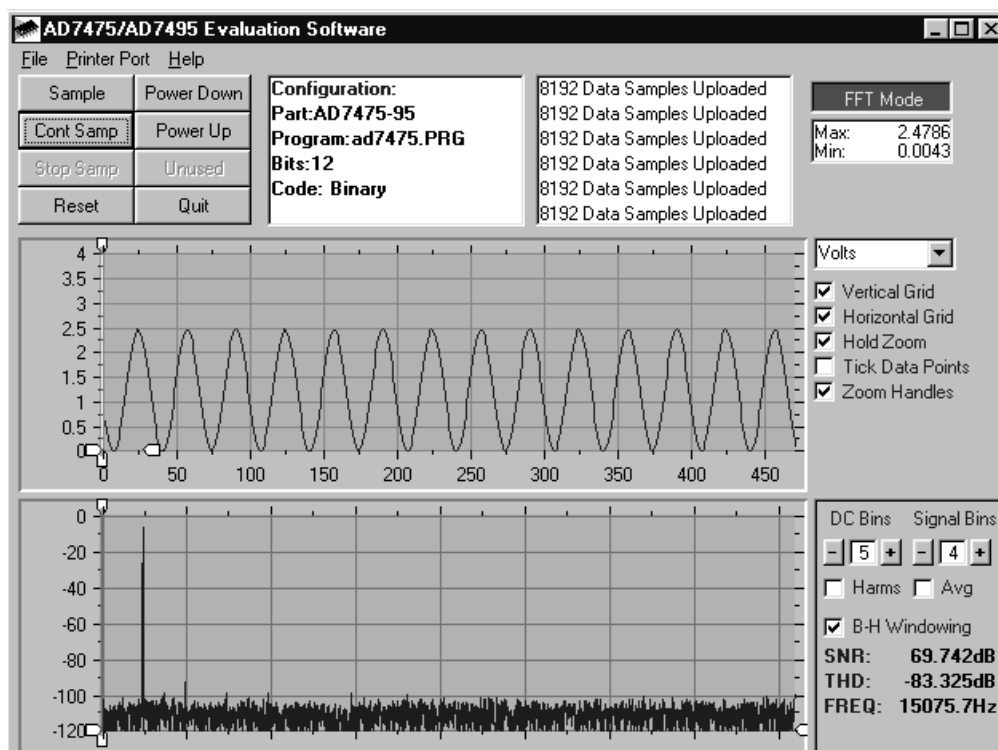 AD7475/AD7495 Evaluation Software
File Printer Port Help
Sample Power Down
Cont Samp Power Up
Stop Samp Unused
Reset Quit
Configuration:
Part:AD7475-95
Program:ad7475.PRG
Bits:12
Code: Binary
8192 Data Samples Uploaded
8192 Data Samples Uploaded
8192 Data Samples Uploaded
8192 Data Samples Uploaded
8192 Data Samples Uploaded
8192 Data Samples Uploaded
FFT Mode
Max: 2.4786
Min: 0.0043
4
3.5
3
2.5
2
1.5
1
0.5
0
0 50 100 150 200 250 300 350 400 450
Volts
Vertical Grid
Horizontal Grid
Hold Zoom
Tick Data Points
Zoom Handles
0
-20
-40
-60
-80
-100
-120
DC Bins Signal Bins
- 5 + - 4 +
Harms Avg
B-H Windowing
SNR: 69.742dB
THD: -83.325dB
FREQ: 15075.7Hz